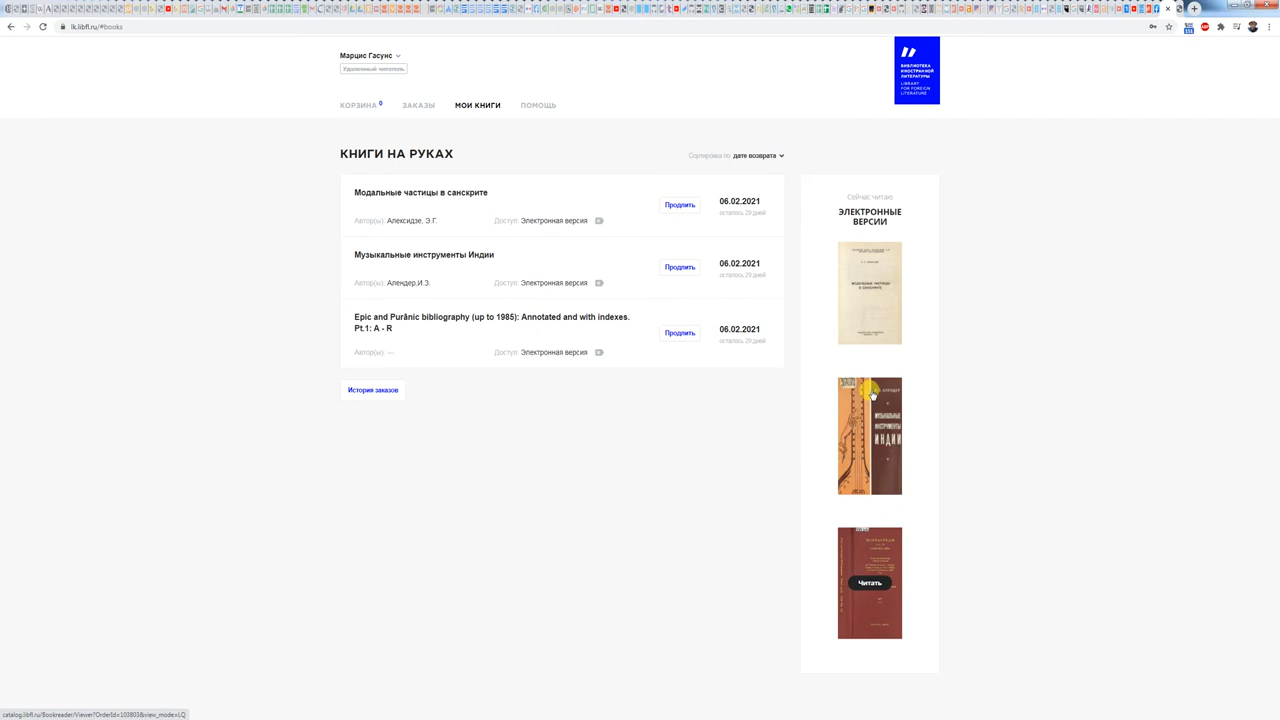 lk.libfl.ru/#books
Марцис Гасунс
Удаленный читатель
БИБЛИОТЕКА
ИНОСТРАННОЙ
ЛИТЕРАТУРЫ
LIBRARY
FOR FOREIGN
LITERATURE
КОРЗИНА 0 ЗАКАЗЫ МОИ КНИГИ ПОМОЩЬ
КНИГИ НА РУКАХ
Сортировка по: дате возврата
Модальные частицы в санскрите
Автор(ы): Алексидзе, Э.Г. Доступ: Электронная версия
Продлить
06.02.2021
осталось 29 дней
Музыкальные инструменты Индии
Автор(ы): Алендер,И.З. Доступ: Электронная версия
Продлить
06.02.2021
осталось 29 дней
Epic and Purânic bibliography (up to 1985): Annotated and with indexes.
Pt.1: A - R
Автор(ы): — Доступ: Электронная версия
Продлить
06.02.2021
осталось 29 дней
История заказов
Сейчас читаю
ЭЛЕКТРОННЫЕ
ВЕРСИИ
МОДАЛЬНЫЕ ЧАСТИЦЫ
В САНСКРИТЕ
АЛЕНДЕР
МУЗЫКАЛЬНЫЕ
ИНСТРУМЕНТЫ
ИНДИИ
Читать
catalog.libfl.ru/Bookreader/Viewer?OrderId=103803&view_mode=LQ